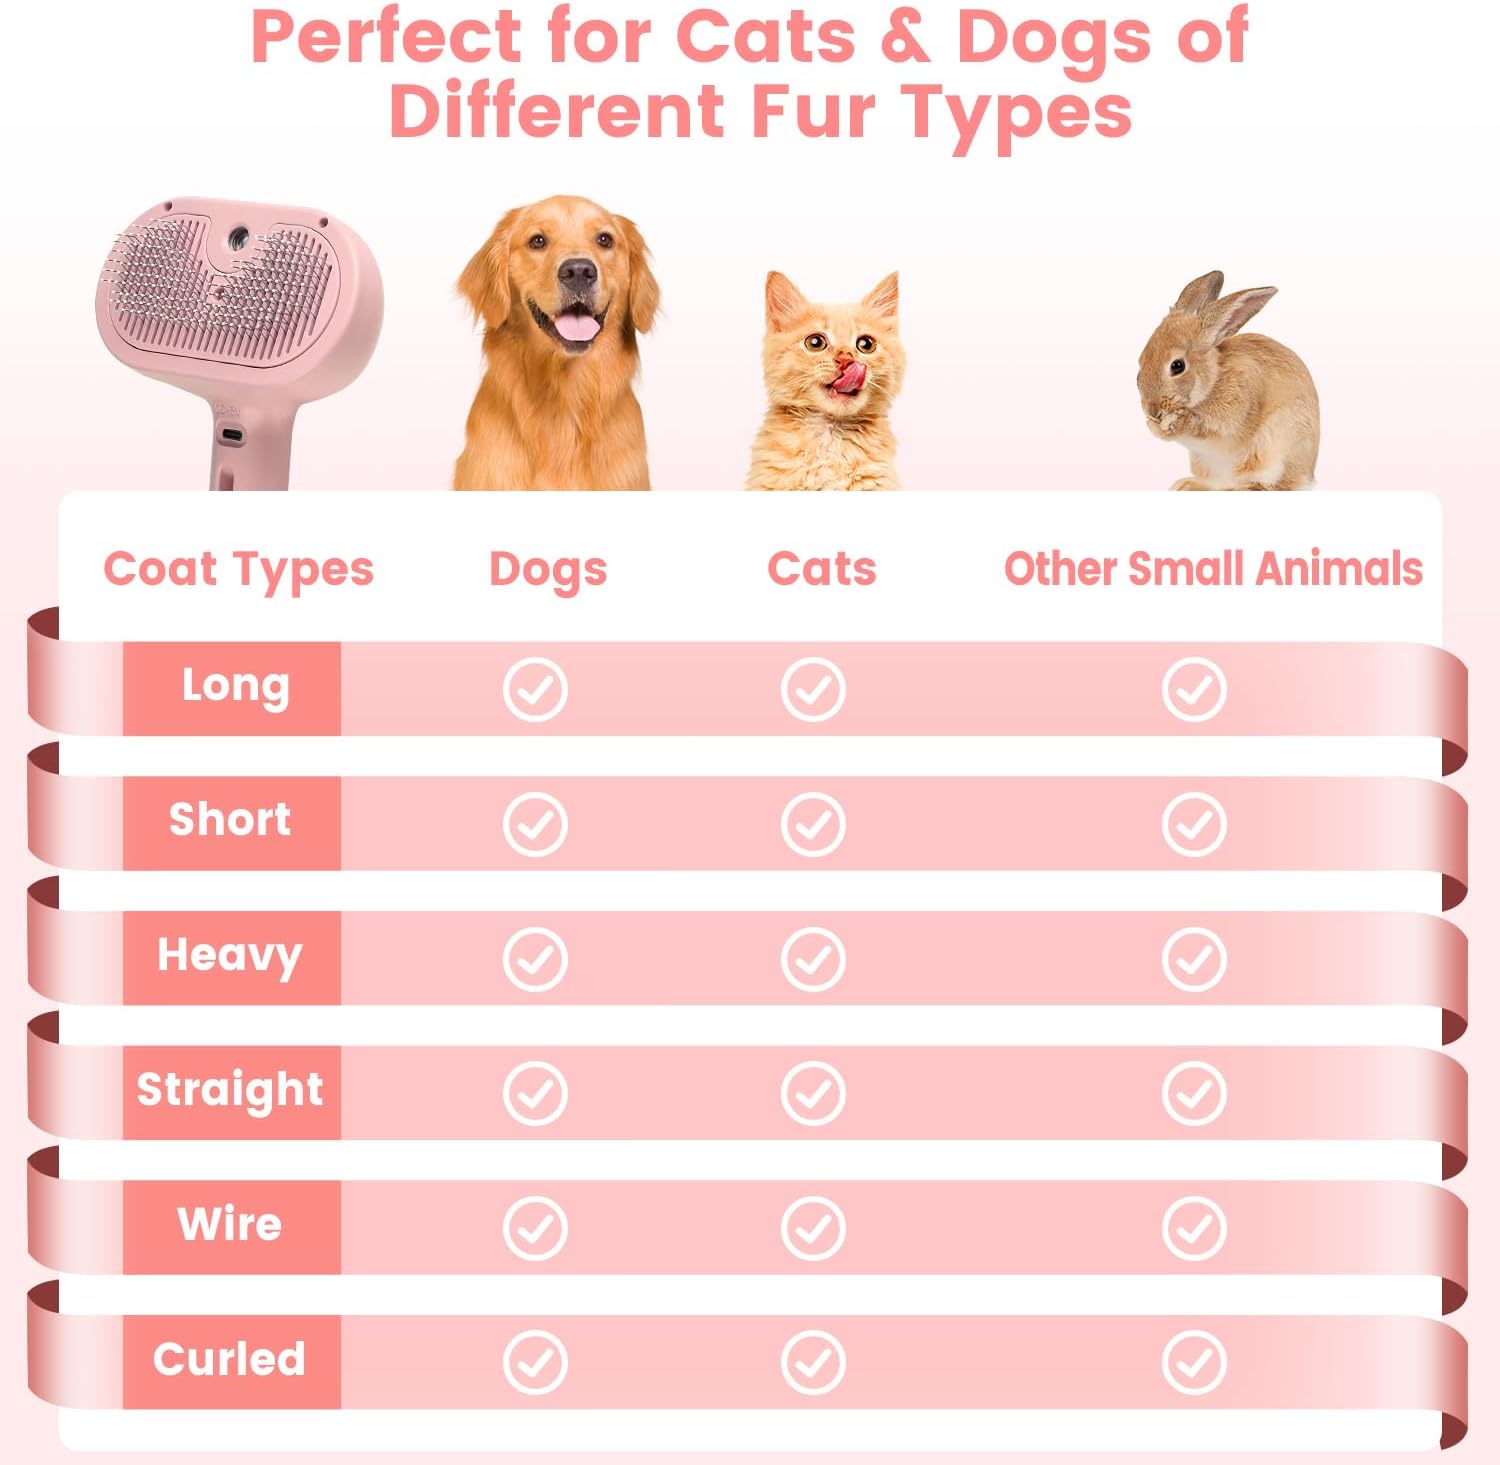 Perfect for Cats & Dogs of
Different Fur Types
Coat Types Dogs Cats Other Small Animals
Long
Short
Heavy
Straight
Wire
Curled